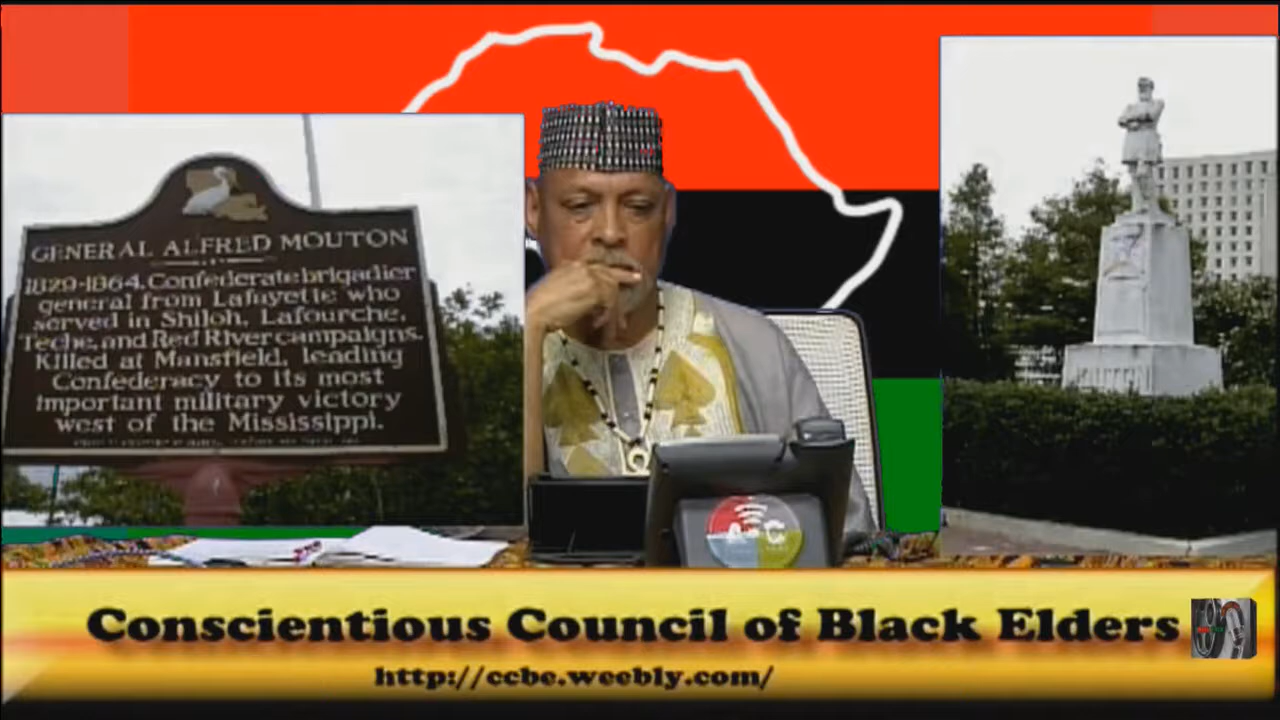 GENERAL ALFRED MOUTON
1829-1864. Confederate brigadier
general from Lafayette who
served in Shiloh, Lafourche,
Teche, and Red River campaigns.
Killed at Mansfield, leading
Confederacy to its most
important military victory
west of the Mississippi.
A C
Conscientious Council of Black Elders
http://ccbe.weebly.com/